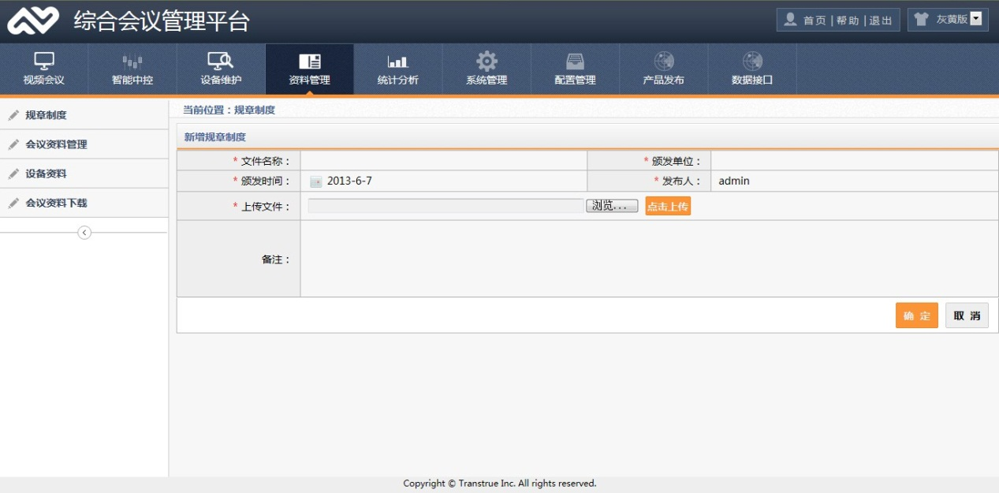 综合会议管理平台
首页 | 帮助 | 退出
灰黄版
视频会议 智能中控 设备维护 资料管理 统计分析 系统管理 配置管理 产品发布 数据接口
规章制度
会议资料管理
设备资料
会议资料下载
当前位置：规章制度
新增规章制度
* 文件名称： * 颁发单位：
* 颁发时间： 2013-6-7 * 发布人： admin
* 上传文件： 浏览... 点击上传
备注：
确 定 取 消
Copyright © Transtrue Inc. All rights reserved.